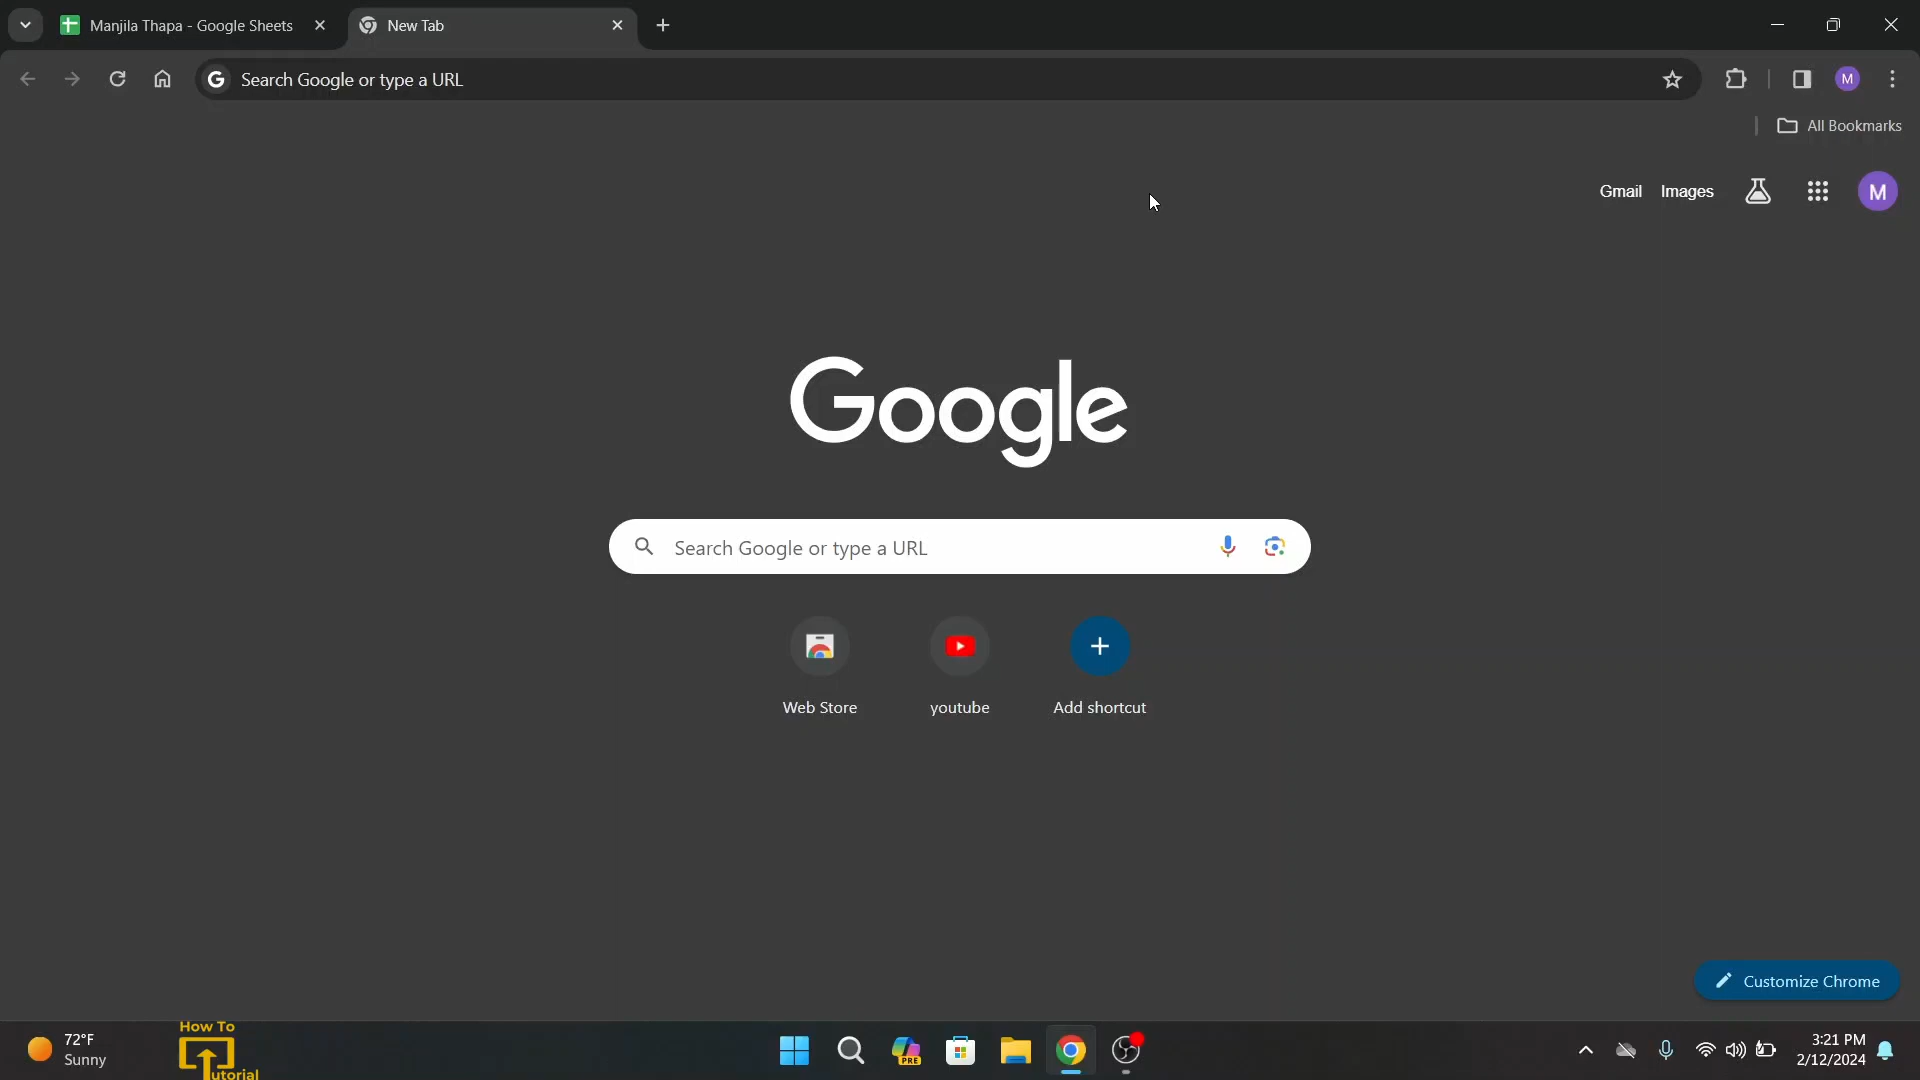 Manjila Thapa - Google Sheets
New Tab
Search Google or type a URL
M
All Bookmarks
Gmail Images
M
Google
Search Google or type a URL
Web Store youtube Add shortcut
Customize Chrome
72°F
Sunny
How To
utorial
PRE
3:21 PM
2/12/2024